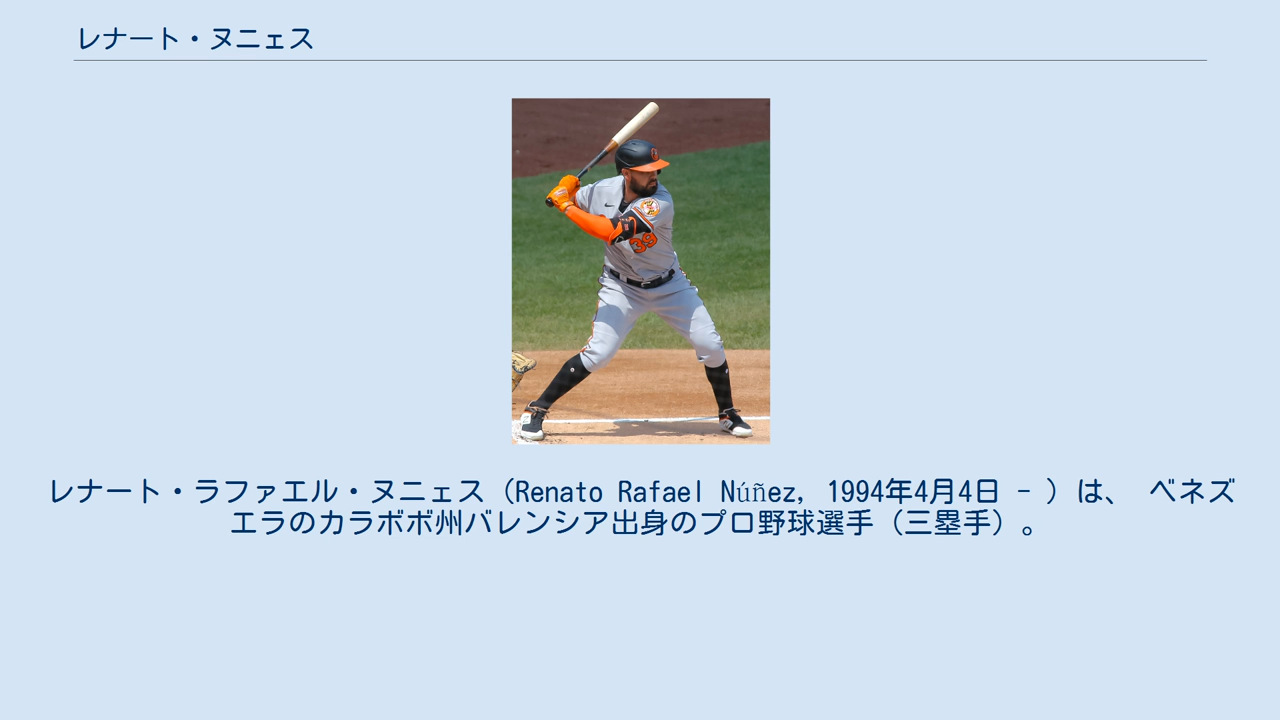 レナート・ヌニェス
39
レナート・ラファエル・ヌニェス（Renato Rafael Núñez, 1994年4月4日 - ）は、 ベネズ
エラのカラボボ州バレンシア出身のプロ野球選手（三塁手）。